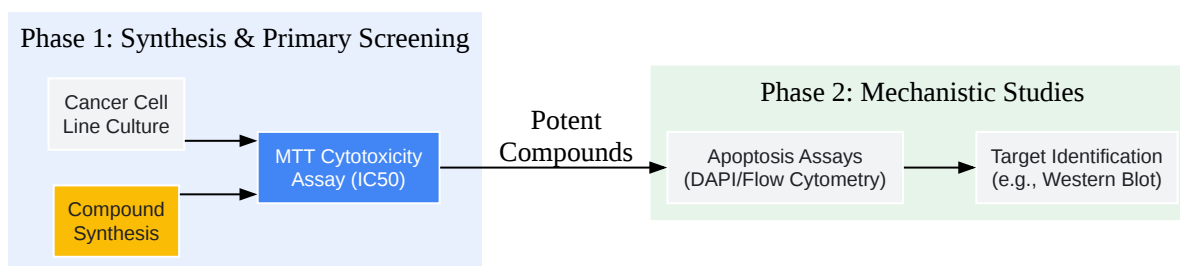 Phase 1: Synthesis & Primary Screening
Cancer Cell
Line Culture
Compound
Synthesis
MTT Cytotoxicity
Assay (IC50)
Potent
Compounds
Phase 2: Mechanistic Studies
Apoptosis Assays
(DAPI/Flow Cytometry)
Target Identification
(e.g., Western Blot)